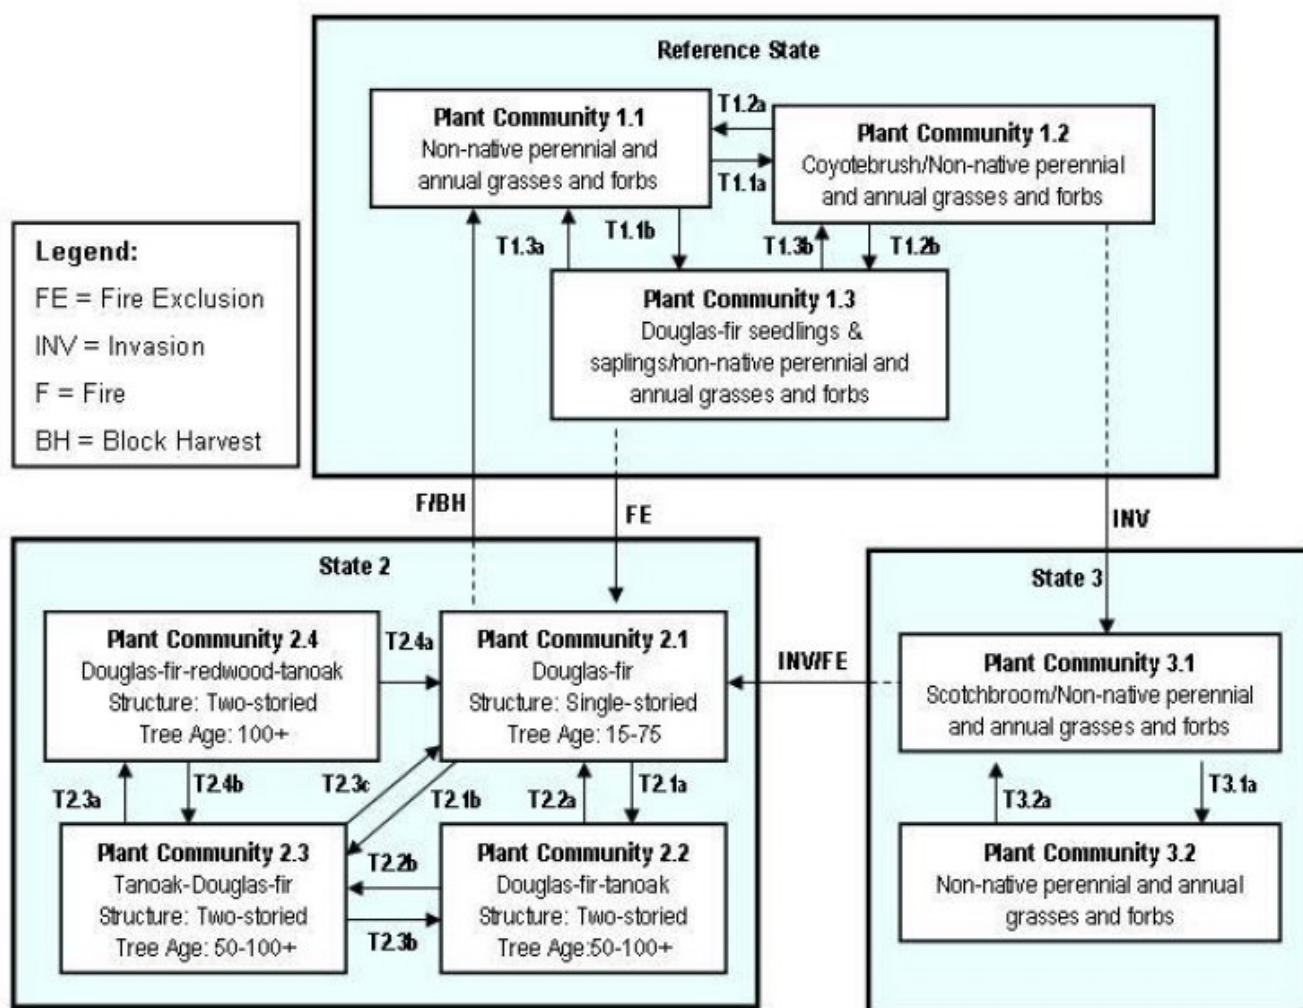 Reference State
Plant Community 1.1
Non-native perennial and
annual grasses and forbs
T1.2a
T1.1a
Plant Community 1.2
Coyotebrush/Non-native perennial
and annual grasses and forbs
T1.3a
T1.1b
T1.3b
T1.2b
Plant Community 1.3
Douglas-fir seedlings &
saplings/non-native perennial and
annual grasses and forbs
Legend:
FE = Fire Exclusion
INV = Invasion
F = Fire
BH = Block Harvest
F/BH
FE
INV
State 2
Plant Community 2.4
Douglas-fir-redwood-tanoak
Structure: Two-storied
Tree Age: 100+
T2.4a
Plant Community 2.1
Douglas-fir
Structure: Single-storied
Tree Age: 15-75
T2.3a
T2.4b
T2.3c
T2.1b
T2.2a
T2.1a
Plant Community 2.3
Tanoak-Douglas-fir
Structure: Two-storied
Tree Age: 50-100+
T2.2b
T2.3b
Plant Community 2.2
Douglas-fir-tanoak
Structure: Two-storied
Tree Age:50-100+
INV/FE
State 3
Plant Community 3.1
Scotchbroom/Non-native perennial
and annual grasses and forbs
T3.2a
T3.1a
Plant Community 3.2
Non-native perennial and annual
grasses and forbs